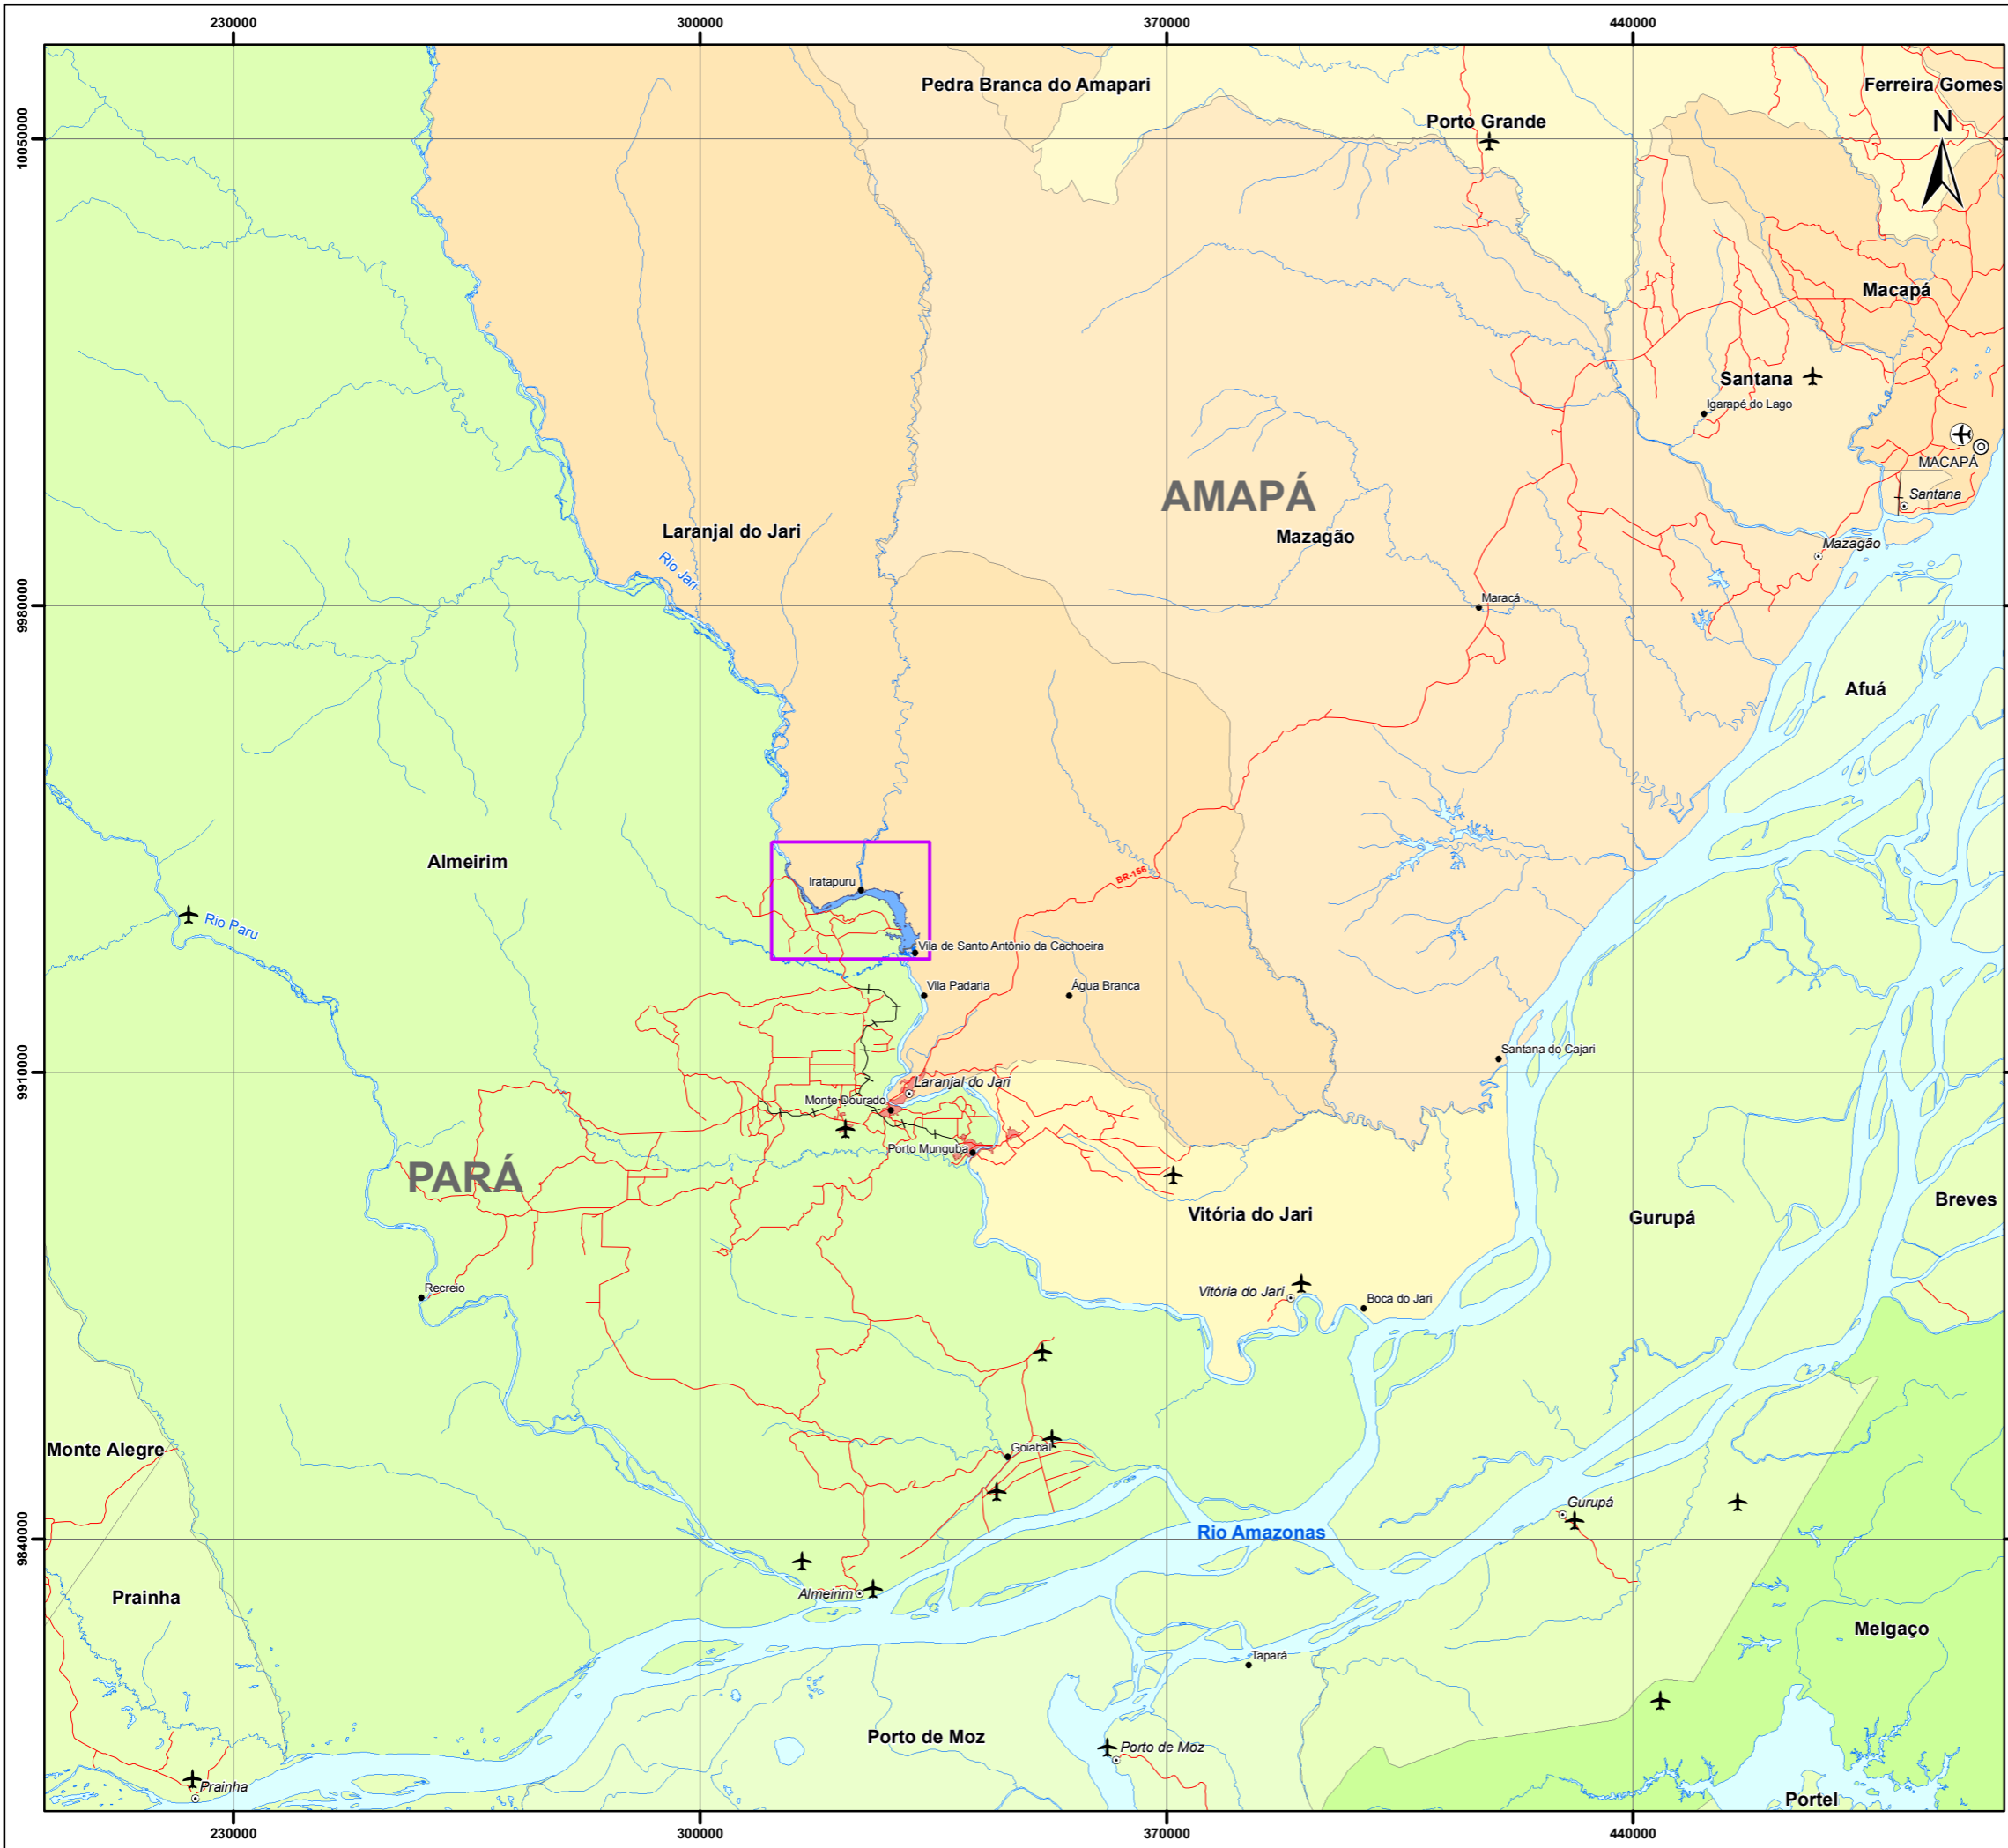 230000
300000
370000
440000
Pedra Branca do Amapari
Ferreira Gomes
Porto Grande
N
10050000
Macapá
Santana
Igarapé do Lago
MACAPÁ
Santana
AMAPÁ
Laranjal do Jari
Mazagão
Mazagão
Rio Jari
Maracá
9980000
Afuá
Almeirim
BR-156
Iratapuru
Rio Paru
Vila de Santo Antônio da Cachoeira
Vila Padaria
Água Branca
Santana do Cajari
9910000
Laranjal do Jari
Monte Dourado
Porto Munguba
PARÁ
Vitória do Jari
Gurupá
Breves
Recreio
Vitória do Jari
Boca do Jari
Monte Alegre
Goiabal
Gurupá
Rio Amazonas
9840000
Prainha
Almeirim
Melgaço
Tapará
Porto de Moz
Porto de Moz
Prainha
Portel
230000
300000
370000
440000